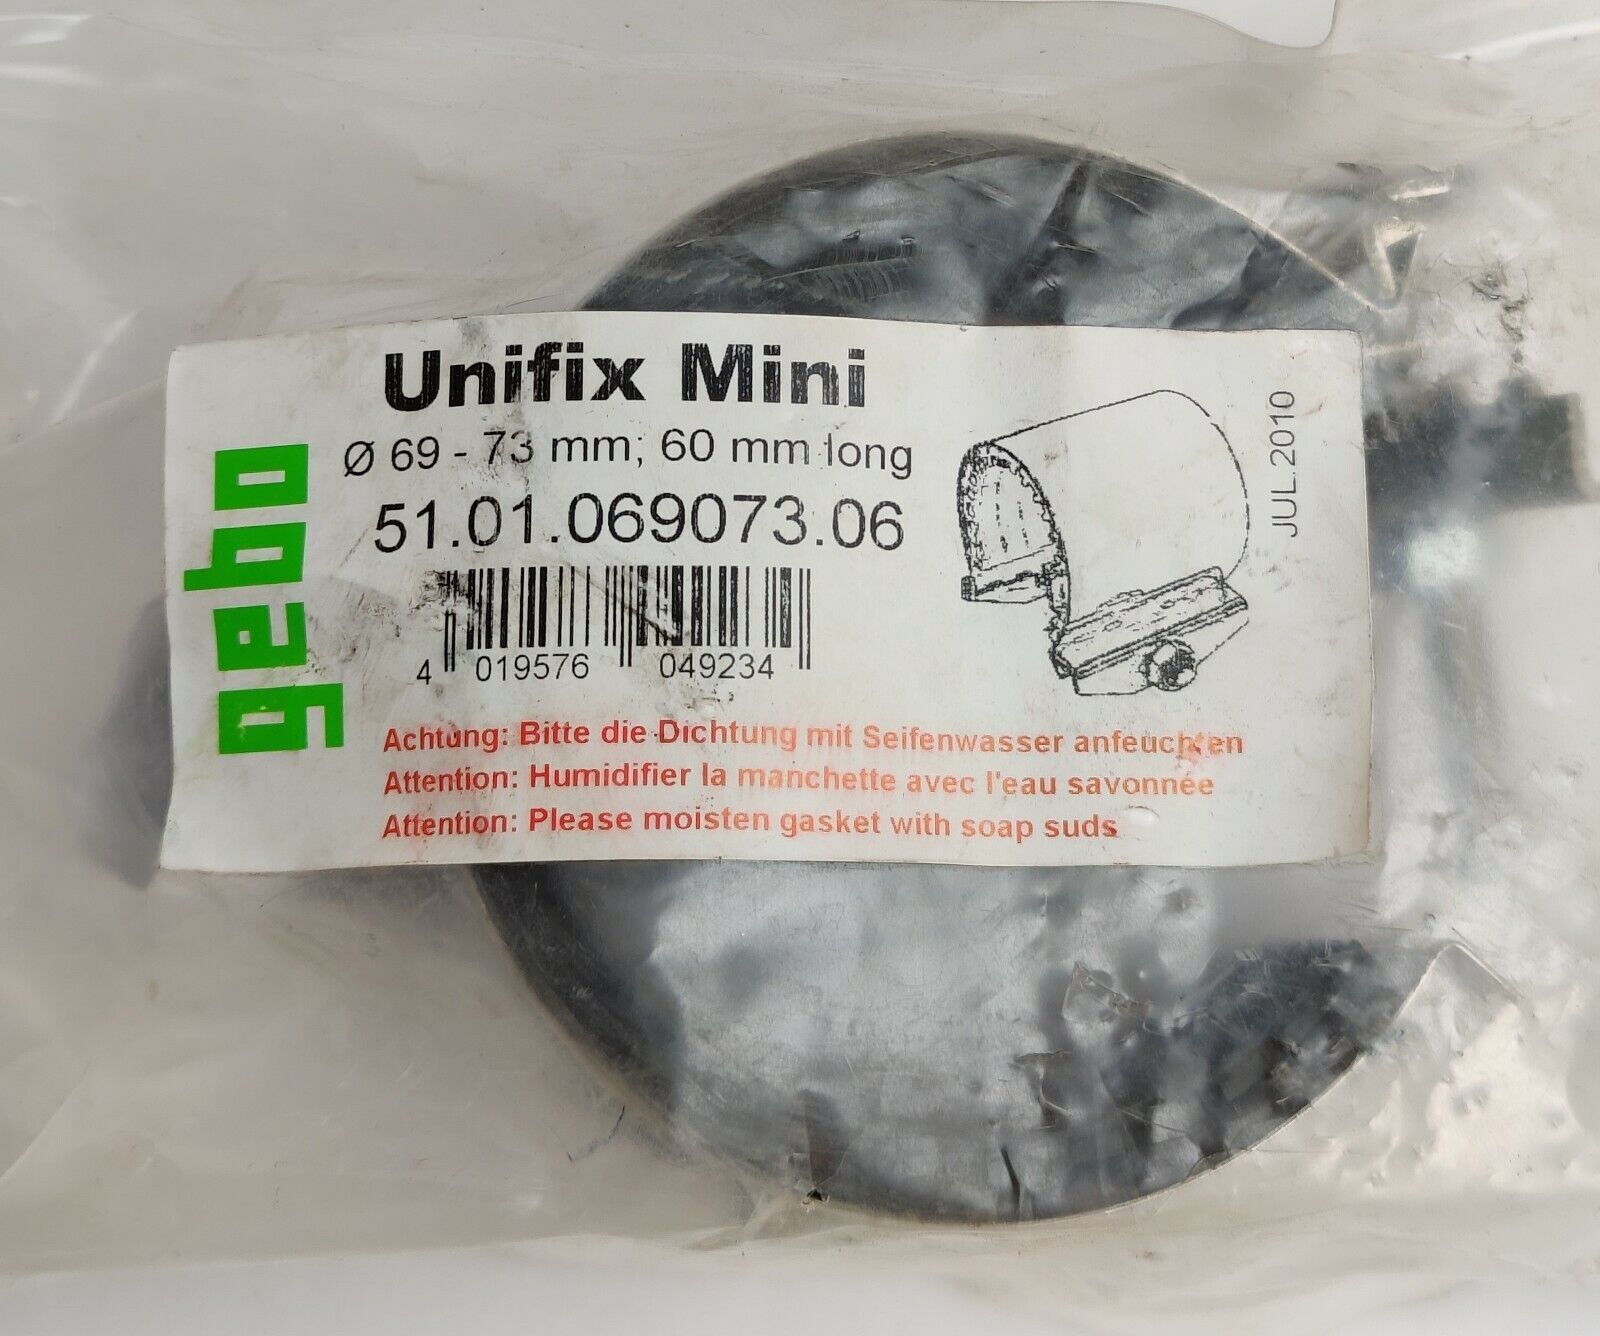 Unifix Mini
Ø 69 - 73 mm; 60 mm long
51.01.069073.06
4 019576 049234
gebo
JUL.2010
Achtung: Bitte die Dichtung mit Seifenwasser anfeuchten
Attention: Humidifier la manchette avec l'eau savonnée
Attention: Please moisten gasket with soap suds